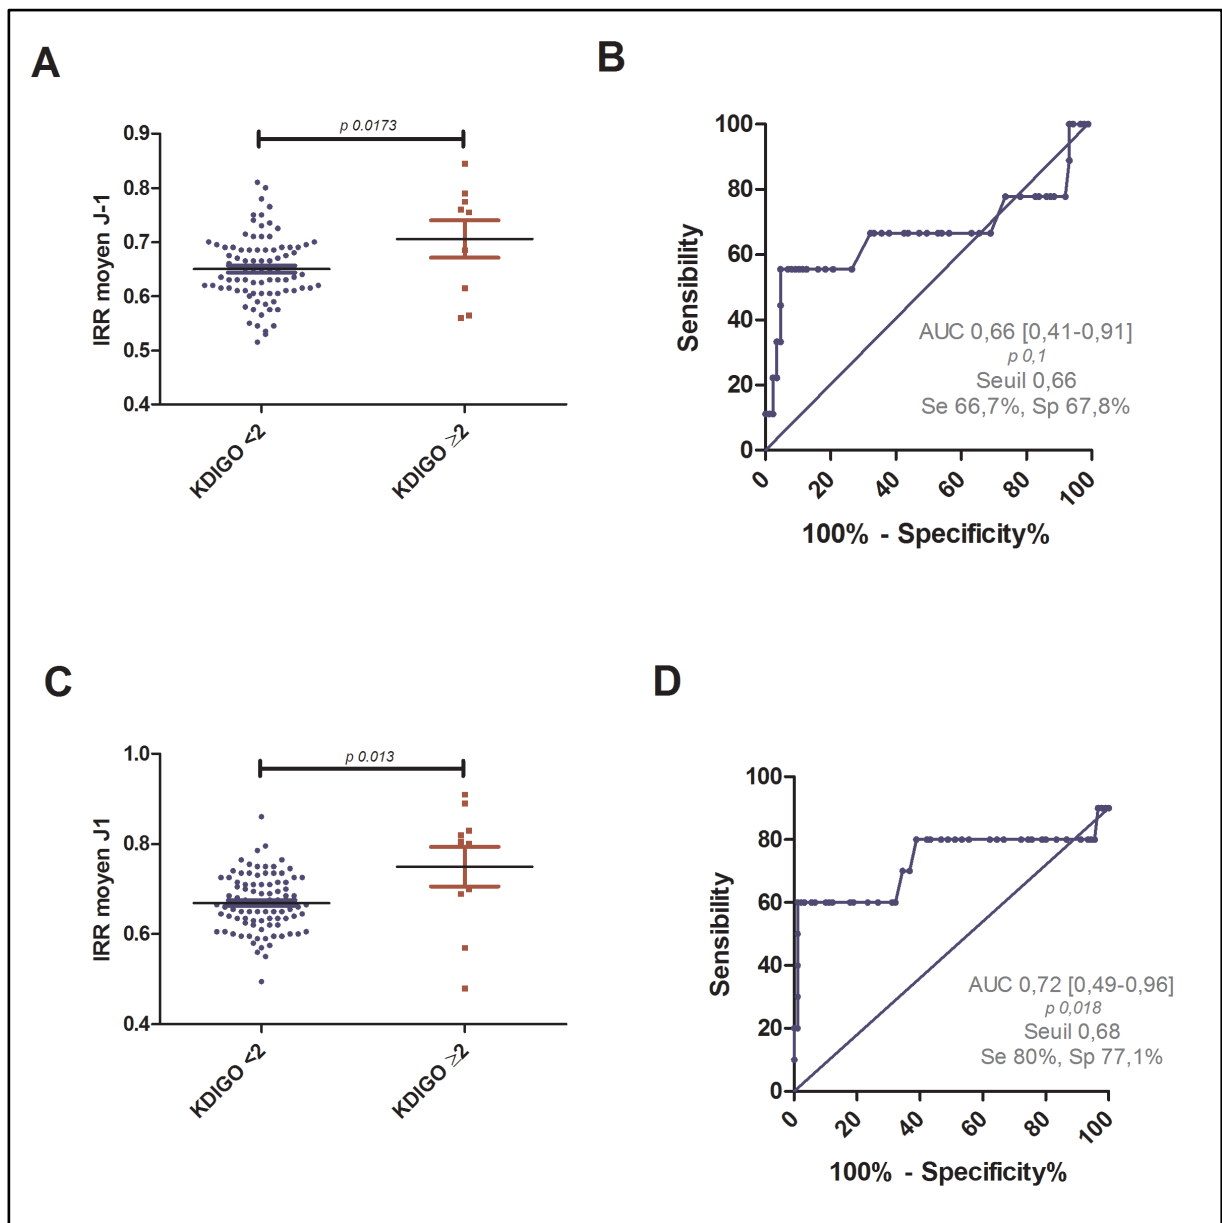 A
p 0.0173
0.9
0.8
0.7
0.6
0.5
0.4
IRR moyen J-1
KDIGO <2
KDIGO ≥2
B
100
80
60
40
20
0
Sensibility
AUC 0,66 [0,41-0,91]
p 0,1
Seuil 0,66
Se 66,7%, Sp 67,8%
0
20
40
60
80
100
100% - Specificity%
C
p 0.013
1.0
0.8
0.6
0.4
IRR moyen J1
KDIGO <2
KDIGO ≥2
D
100
80
60
40
20
0
Sensibility
AUC 0,72 [0,49-0,96]
p 0,018
Seuil 0,68
Se 80%, Sp 77,1%
0
20
40
60
80
100
100% - Specificity%